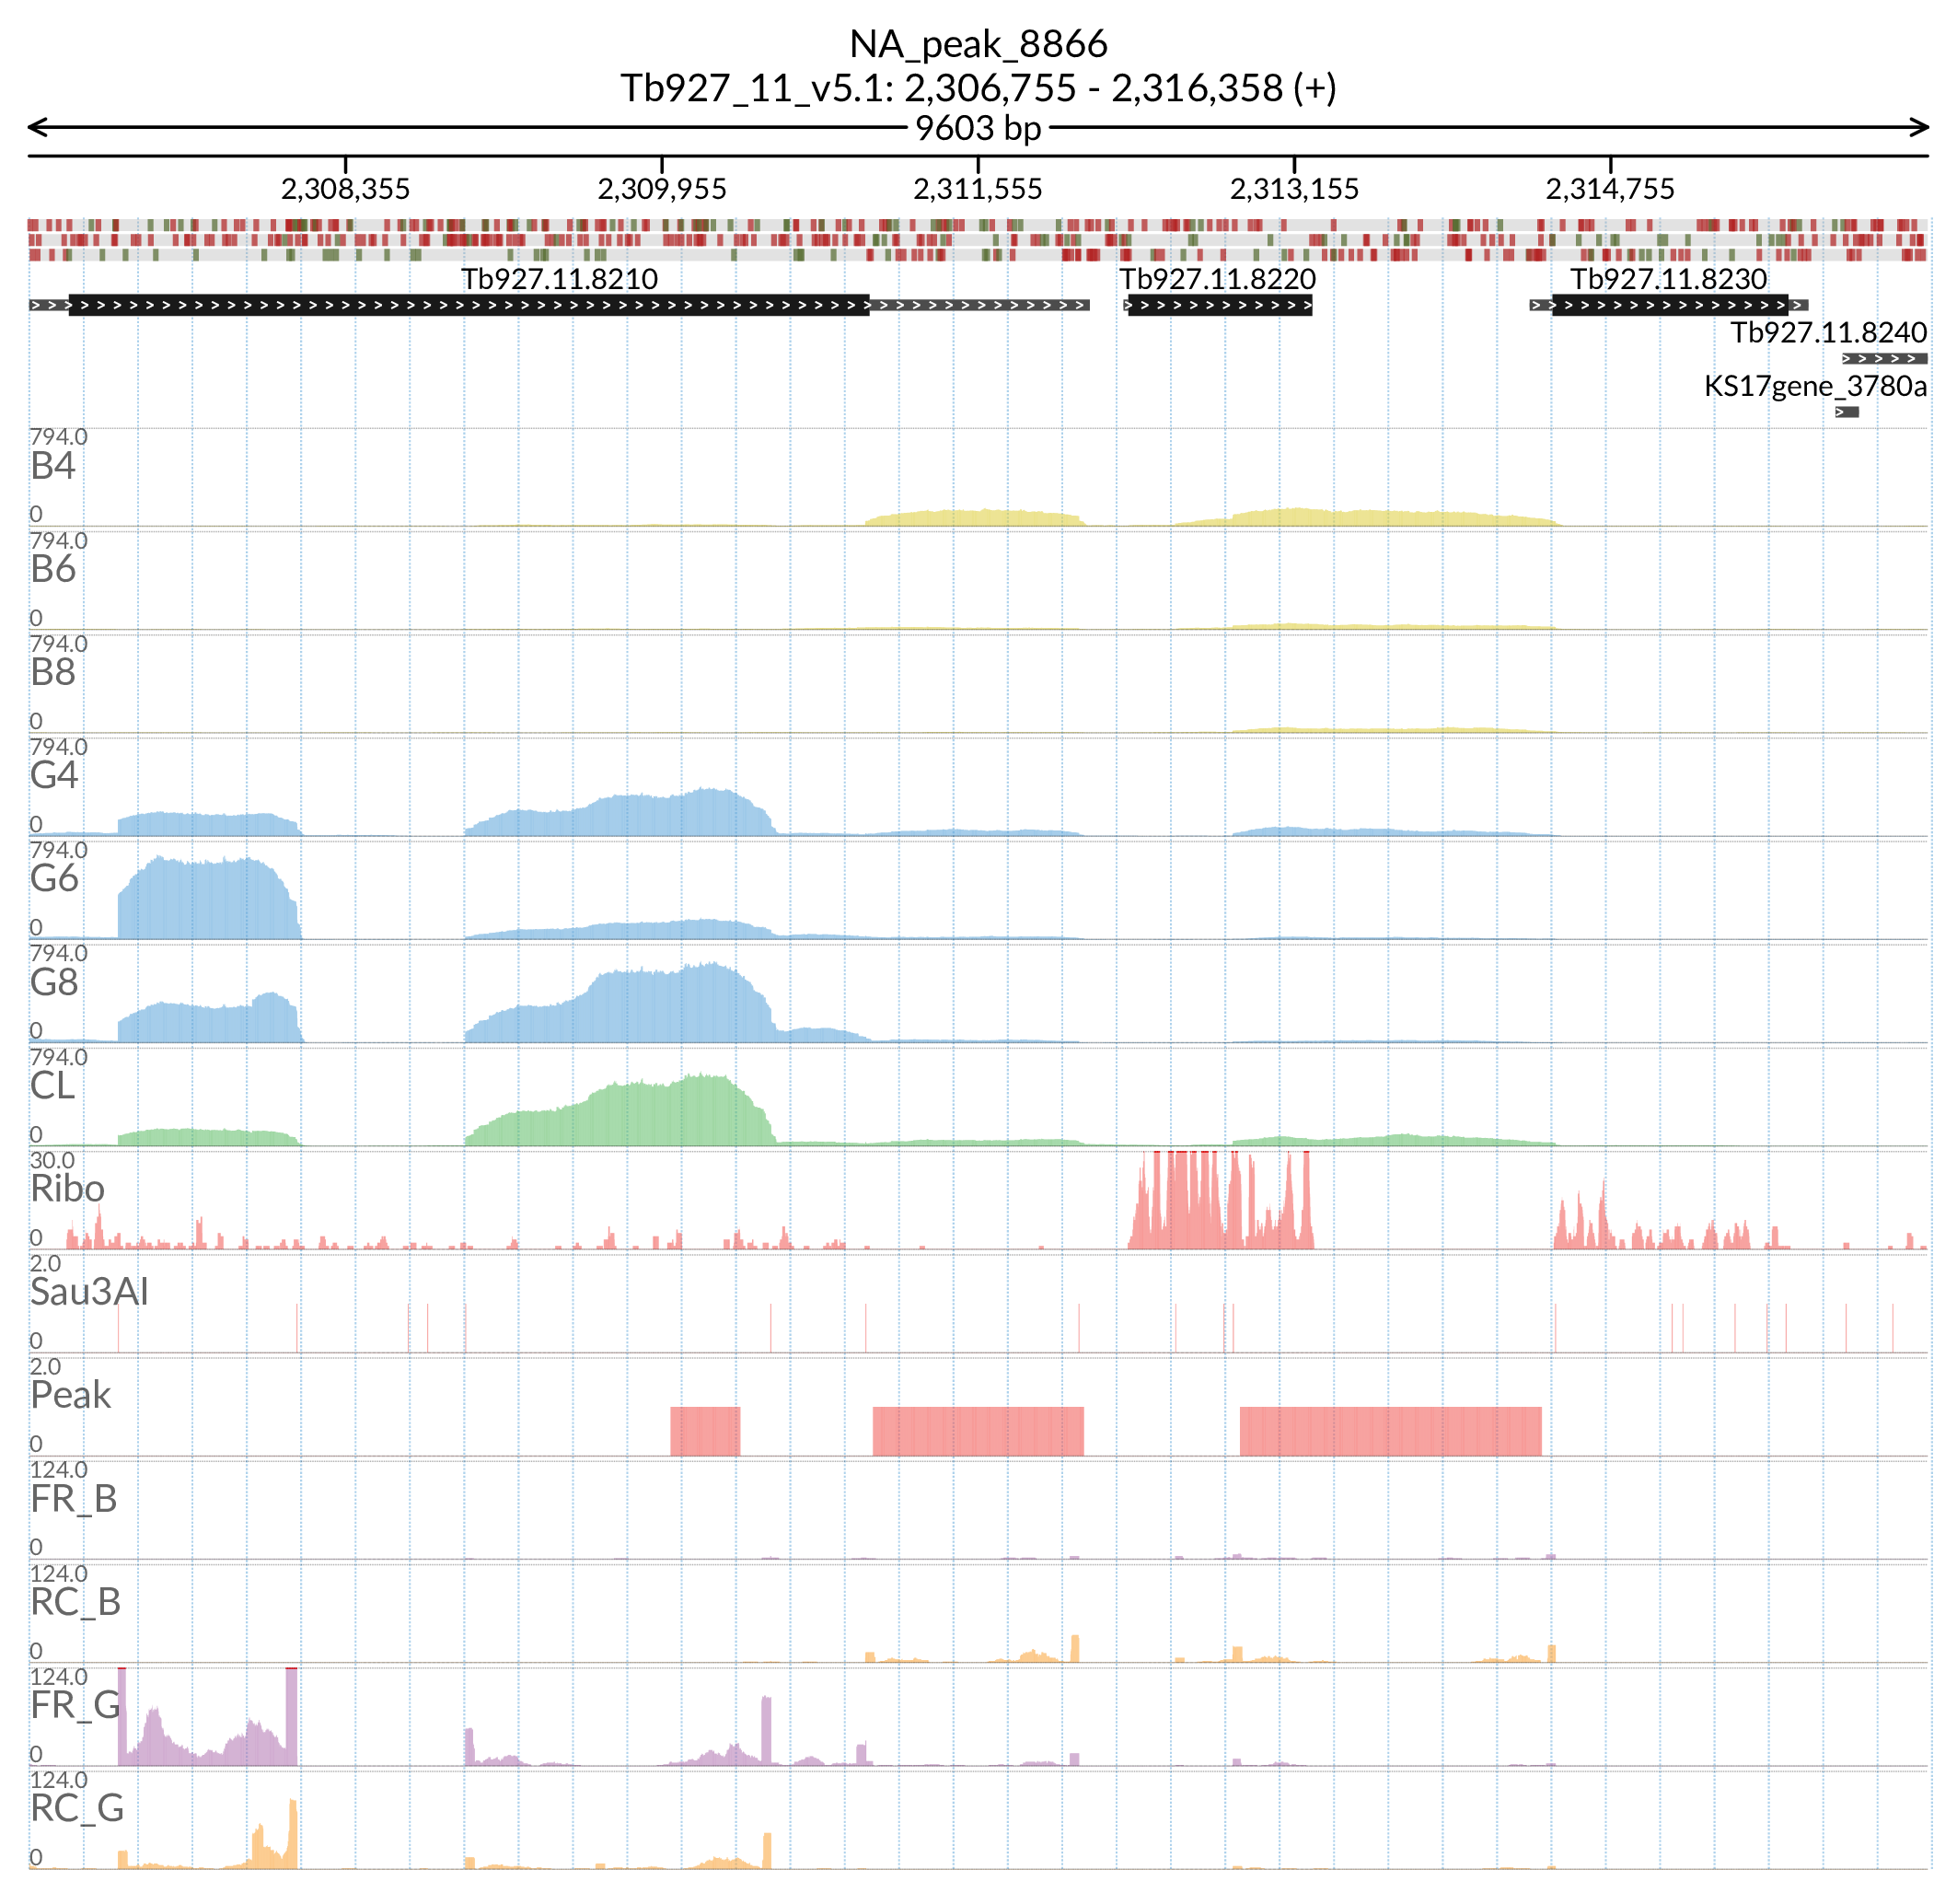 NA_peak_8866
Tb927_11_v5.1: 2,306,755 - 2,316,358 (+)
9603 bp
2,308,355 2,309,955 2,311,555 2,313,155 2,314,755
Tb927.11.8210 Tb927.11.8220 Tb927.11.8230
Tb927.11.8240
KS17gene_3780a
794.0
B4
0
794.0
B6
0
794.0
B8
0
794.0
G4
0
794.0
G6
0
794.0
G8
0
794.0
CL
0
30.0
Ribo
0
2.0
Sau3AI
0
2.0
Peak
0
124.0
FR_B
0
124.0
RC_B
0
124.0
FR_G
0
124.0
RC_G
0